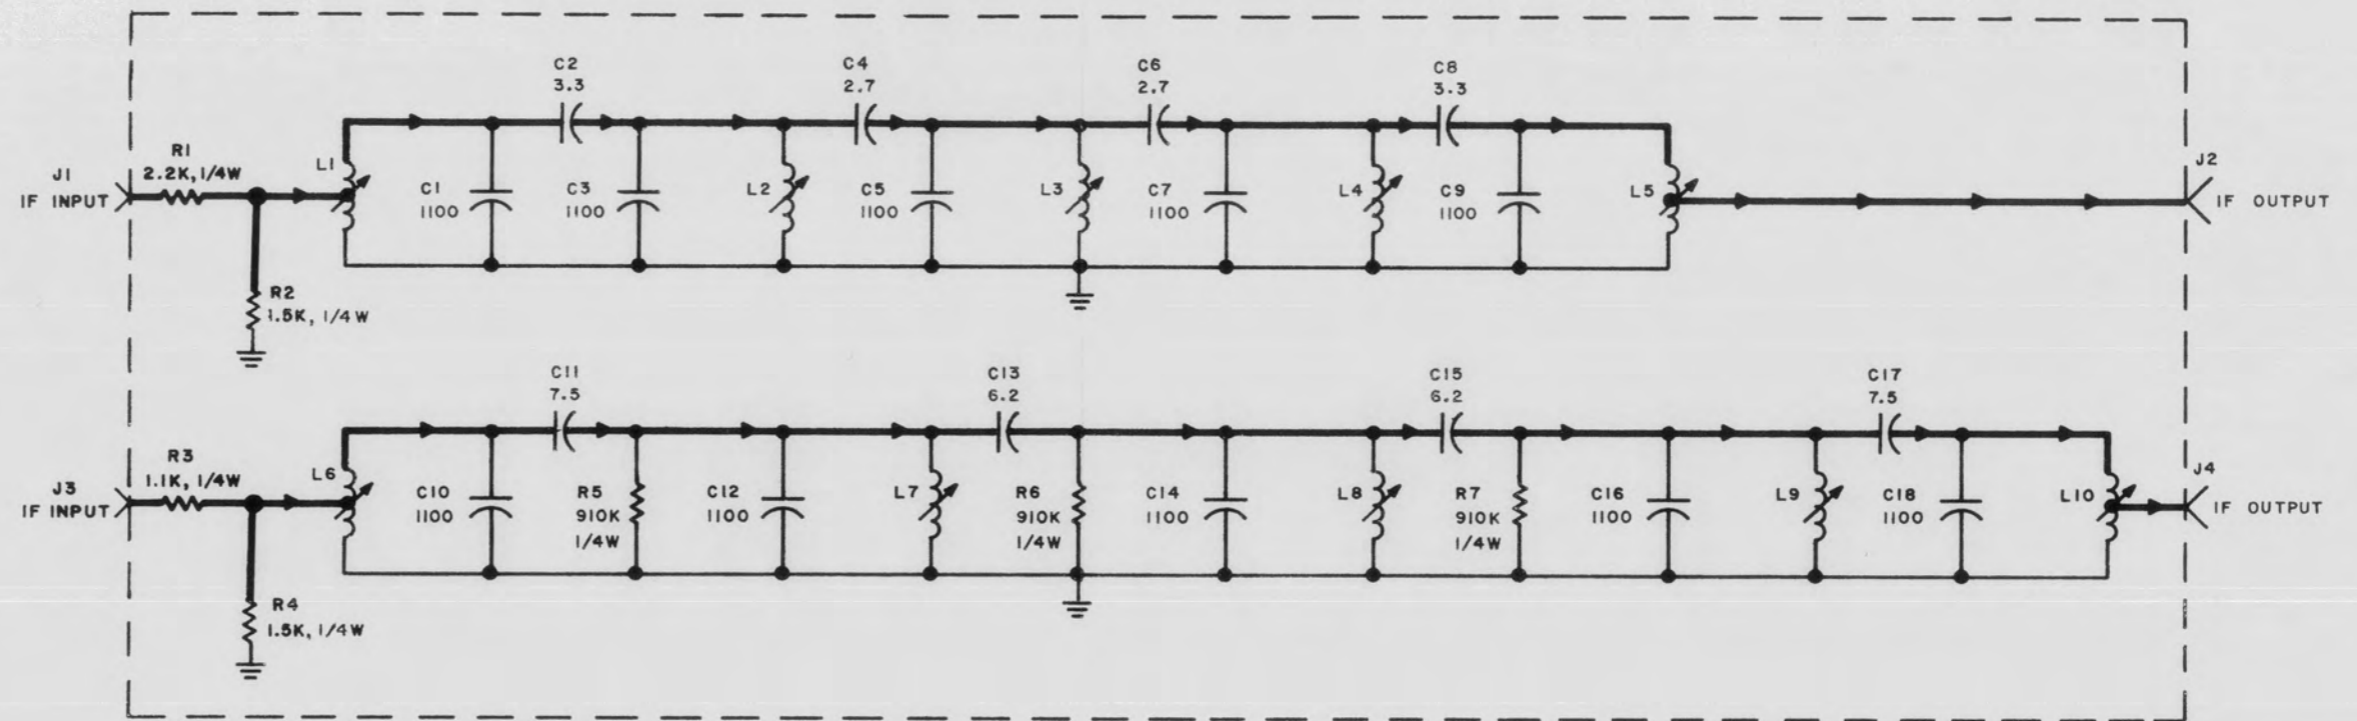 C2
3.3
C4
2.7
C6
2.7
C8
3.3
R1
2.2K, 1/4W
J1
IF INPUT
L1
C1
1100
C3
1100
L2
C5
1100
L3
C7
1100
L4
C9
1100
L5
J2
IF OUTPUT
R2
1.5K, 1/4W
C11
7.5
C13
6.2
C15
6.2
C17
7.5
R3
1.1K, 1/4W
J3
IF INPUT
L6
C10
1100
R5
910K
1/4W
C12
1100
L7
R6
910K
1/4W
C14
1100
L8
R7
910K
1/4W
C16
1100
L9
C18
1100
L10
J4
IF OUTPUT
R4
1.5K, 1/4W